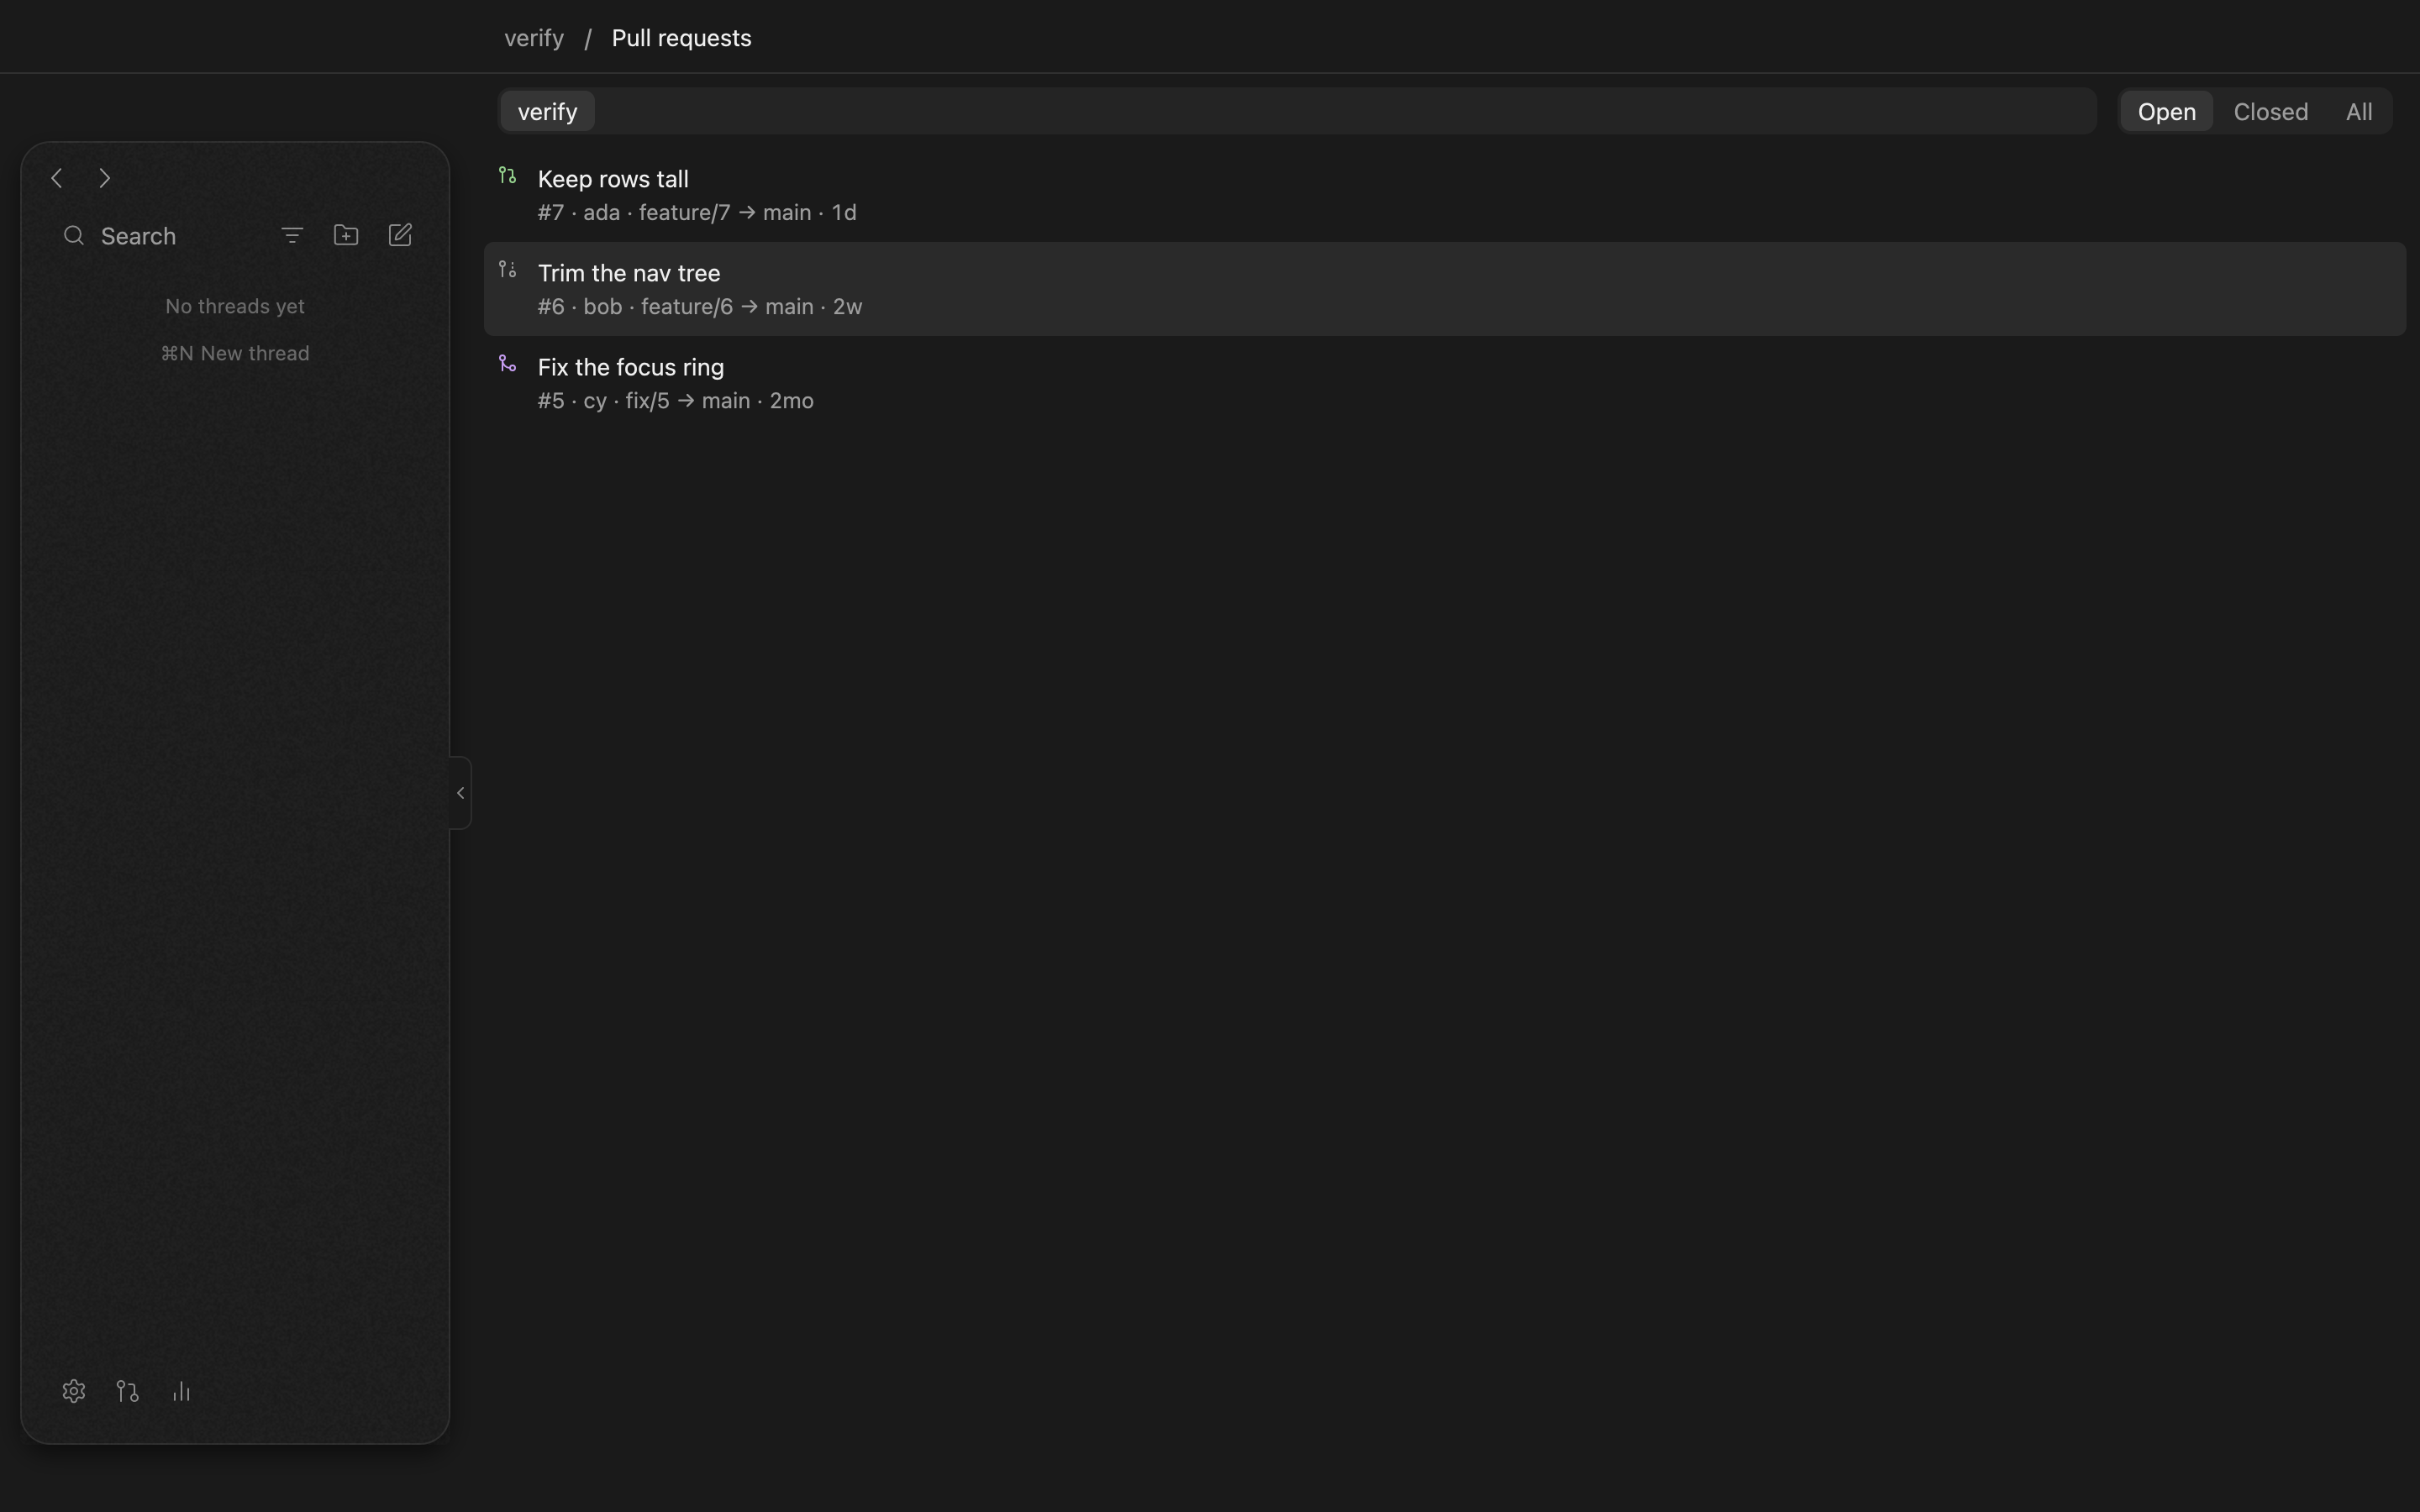 verify / Pull requests
verify
Open Closed All
Search
No threads yet
⌘N New thread
Keep rows tall
#7 · ada · feature/7 → main · 1d
Trim the nav tree
#6 · bob · feature/6 → main · 2w
Fix the focus ring
#5 · cy · fix/5 → main · 2mo